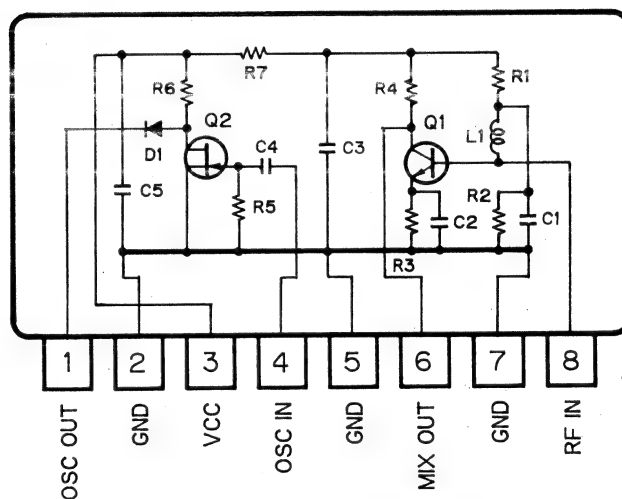 R7
R6
R4
R1
Q2
Q1
L1
D1
C4
C3
C5
R5
R2
C2
C1
R3
1
2
3
4
5
6
7
8
OSC OUT
GND
VCC
OSC IN
GND
MIX OUT
GND
RF IN